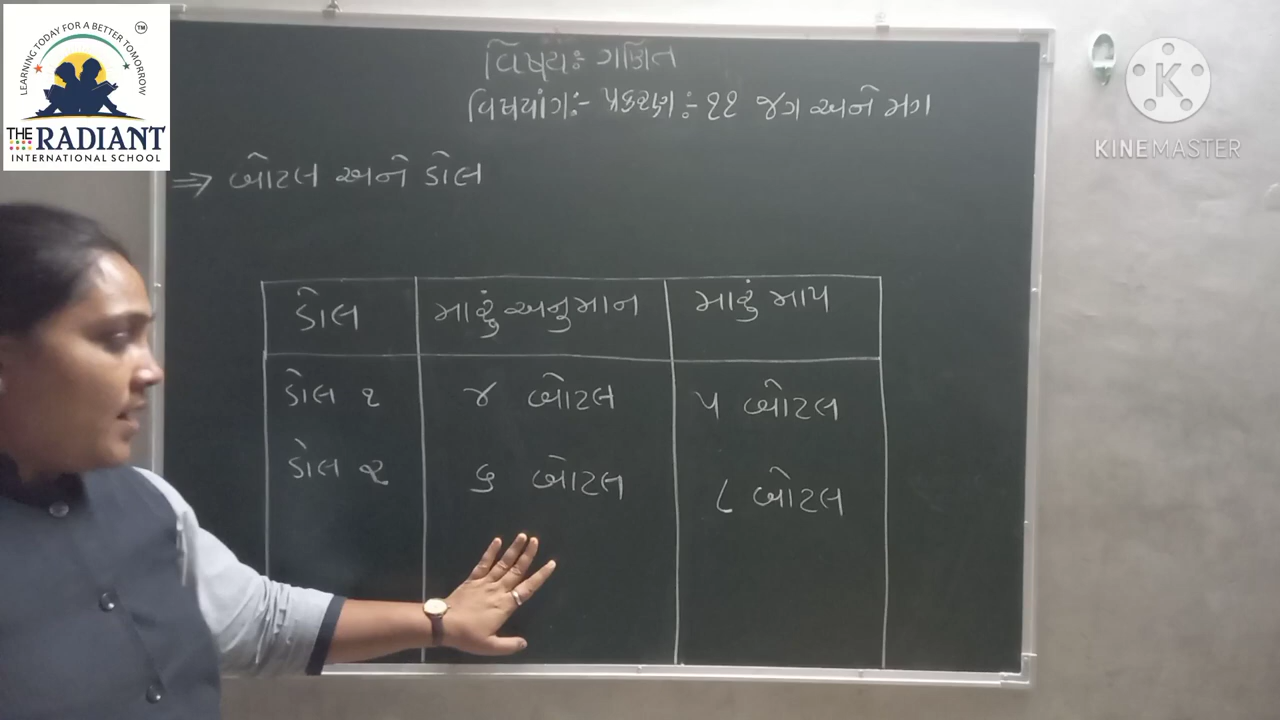 LEARNING TODAY FOR A BETTER TOMORROW
TM
THE RADIANT
INTERNATIONAL SCHOOL
K
KINEMASTER
વિષયઃ ગણિત
વિષયાંગ:- પ્રકરણ :- ૧૧ જગ અને મગ
⇒ બોટલ અને ડોલ
ડોલ મારું અનુમાન મારું માપ
ડોલ ૧ ૪ બોટલ ૫ બોટલ
ડોલ ૨ ૬ બોટલ ૮ બોટલ